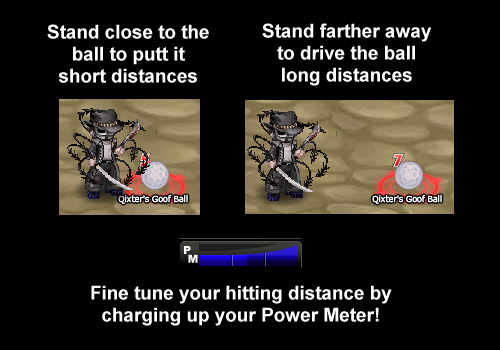 Stand close to the
ball to putt it
short distances
Stand farther away
to drive the ball
long distances
Qixter's Goof Ball
7
Qixter's Goof Ball
P
M
Fine tune your hitting distance by
charging up your Power Meter!